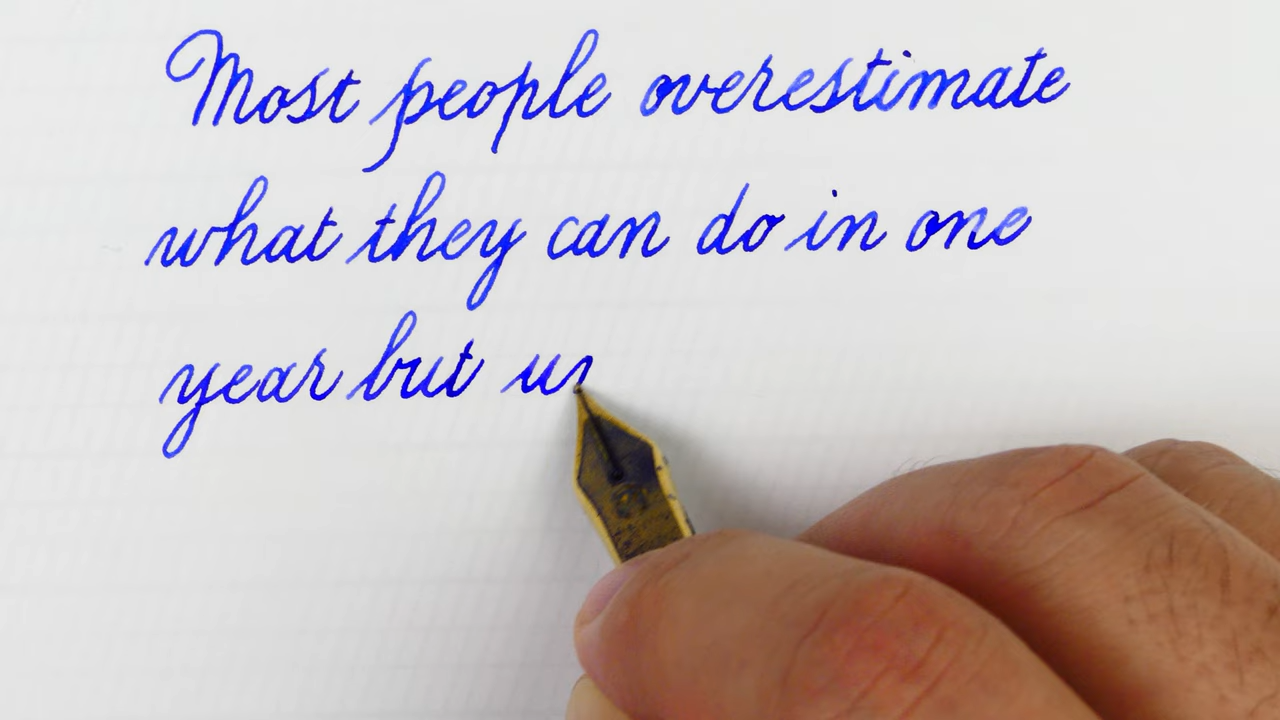 Most people overestimate
what they can do in one
year but